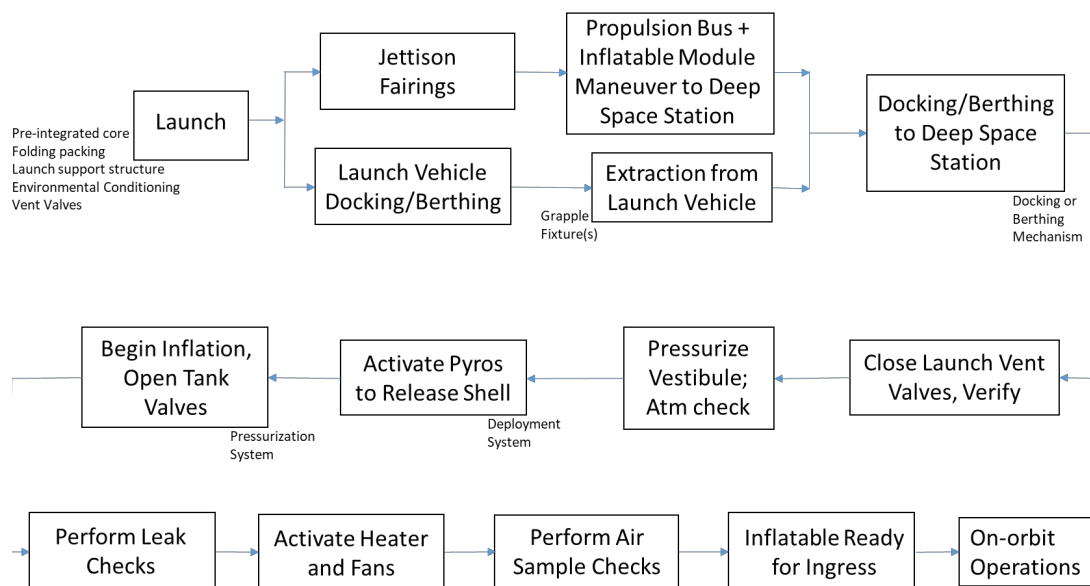 Launch
Pre-integrated core
Folding packing
Launch support structure
Environmental Conditioning
Vent Valves
Jettison
Fairings
Propulsion Bus +
Inflatable Module
Maneuver to Deep
Space Station
Launch Vehicle
Docking/Berthing
Grapple
Fixture(s)
Extraction from
Launch Vehicle
Docking/Berthing
to Deep Space
Station
Docking or
Berthing
Mechanism
Close Launch Vent
Valves, Verify
Pressurize
Vestibule;
Atm check
Activate Pyros
to Release Shell
Deployment
System
Begin Inflation,
Open Tank
Valves
Pressurization
System
Perform Leak
Checks
Activate Heater
and Fans
Perform Air
Sample Checks
Inflatable Ready
for Ingress
On-orbit
Operations